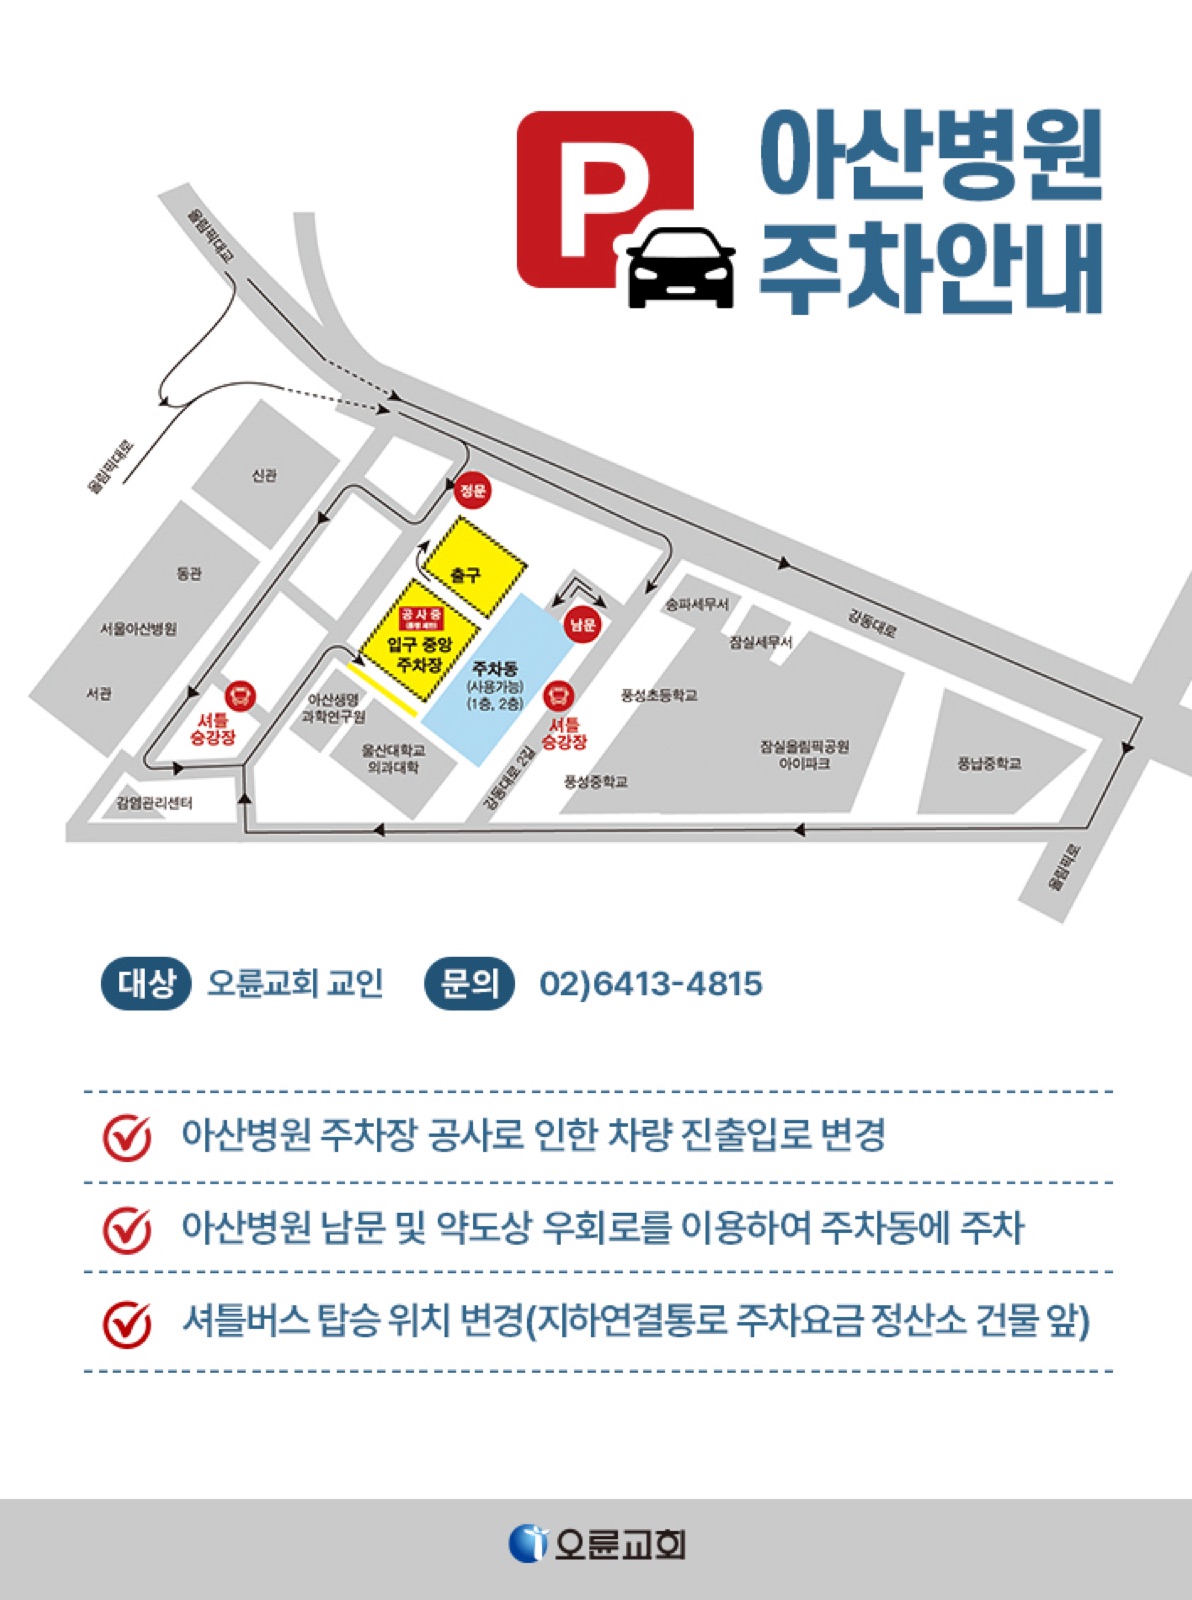 P
아산병원
주차안내
올림픽대교
올림픽대로
신관
정문
동관
출구
공 사 중
송파세무서
강동대로
서울아산병원
입구 중앙
주차장
남문
잠실세무서
주차동
(사용가능)
(1층, 2층)
서관
셔틀
승강장
아산생명
과학연구원
셔틀
승강장
풍성초등학교
울산대학교
의과대학
잠실올림픽공원
아이파크
풍납중학교
강동대로 2길
풍성중학교
감염관리센터
올림픽로
대상 오륜교회 교인 문의 02)6413-4815
아산병원 주차장 공사로 인한 차량 진출입로 변경
아산병원 남문 및 약도상 우회로를 이용하여 주차동에 주차
셔틀버스 탑승 위치 변경(지하연결통로 주차요금 정산소 건물 앞)
오륜교회